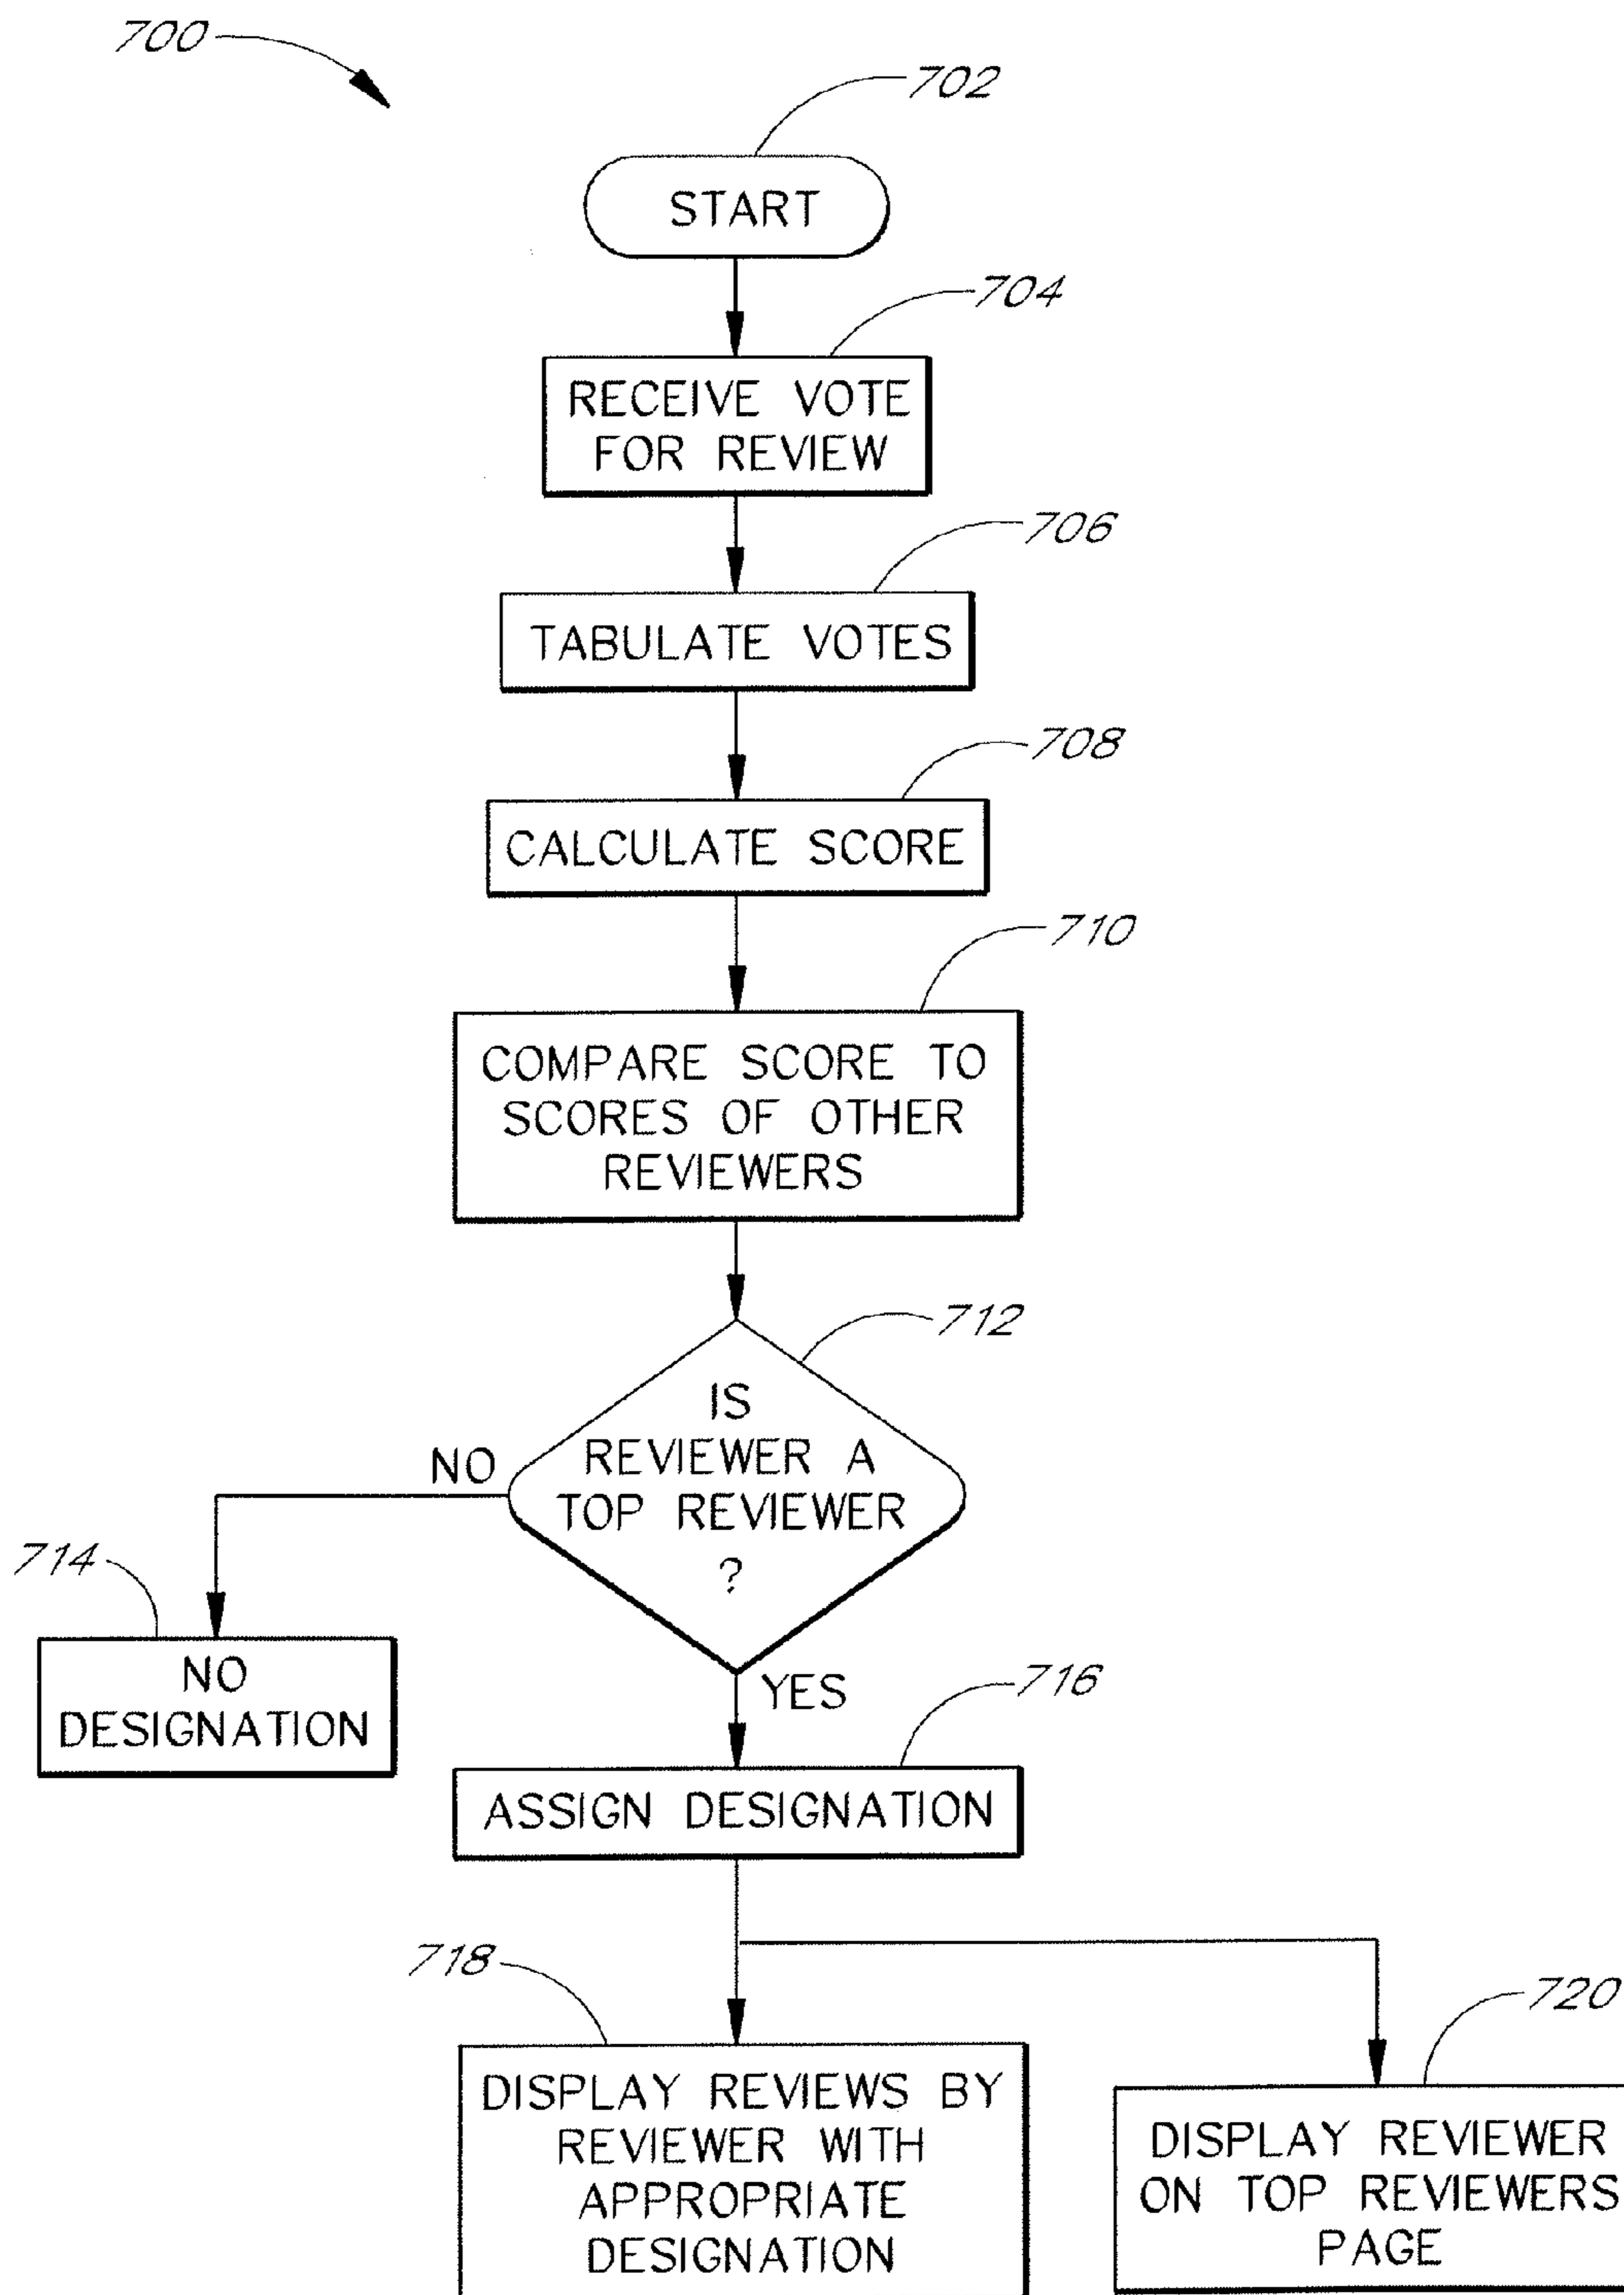 700
702
START
704
RECEIVE VOTE
FOR REVIEW
706
TABULATE VOTES
708
CALCULATE SCORE
710
COMPARE SCORE TO
SCORES OF OTHER
REVIEWERS
712
IS
REVIEWER A
TOP REVIEWER
?
NO
714
NO
DESIGNATION
YES
716
ASSIGN DESIGNATION
718
DISPLAY REVIEWS BY
REVIEWER WITH
APPROPRIATE
DESIGNATION
720
DISPLAY REVIEWER
ON TOP REVIEWERS
PAGE